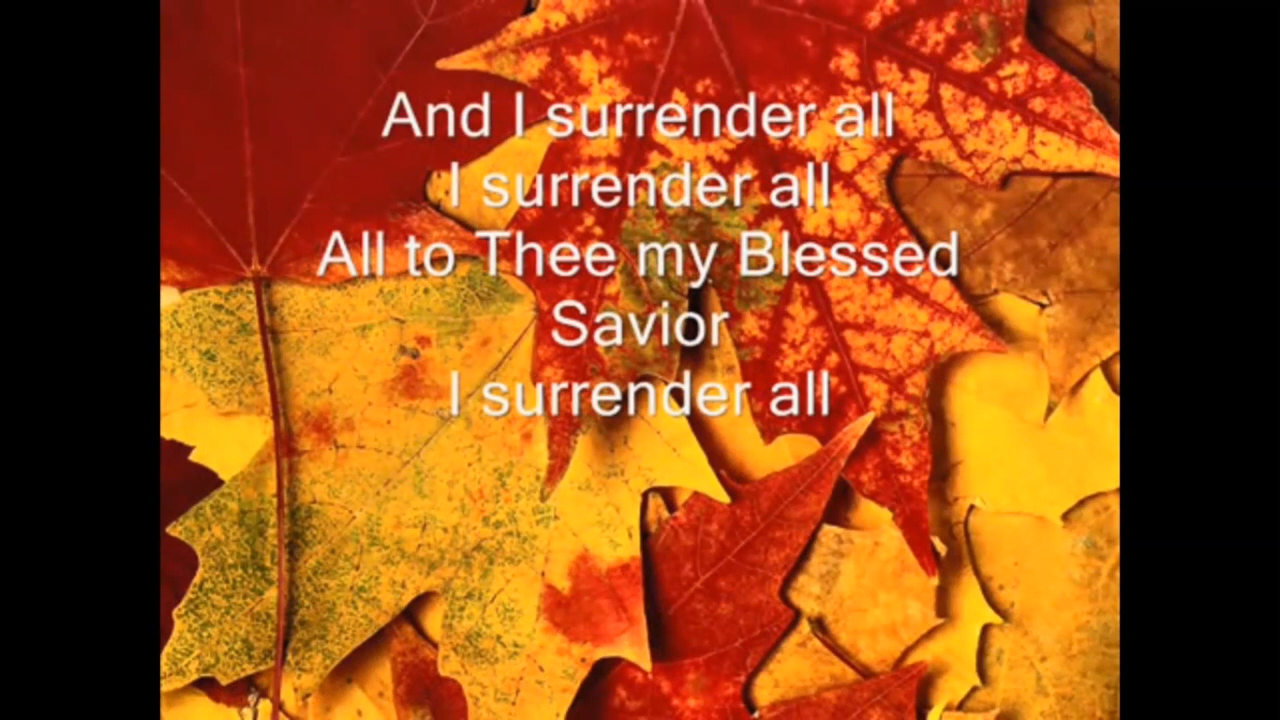 And I surrender all
I surrender all
All to Thee my Blessed
Savior
I surrender all